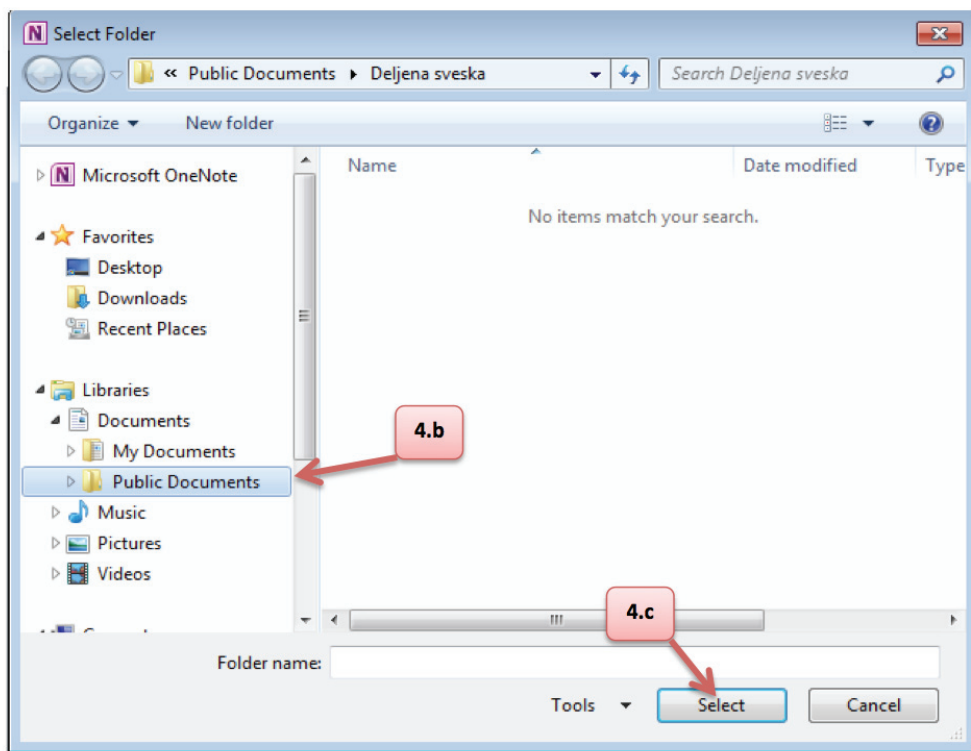 Select Folder
« Public Documents Deljena sveska
Search Deljena sveska
Organize New folder
Microsoft OneNote
Favorites
Desktop
Downloads
Recent Places
Libraries
Documents
My Documents
Public Documents
Music
Pictures
Videos
Name Date modified Type
No items match your search.
4.b
4.c
Folder name:
Tools Select Cancel